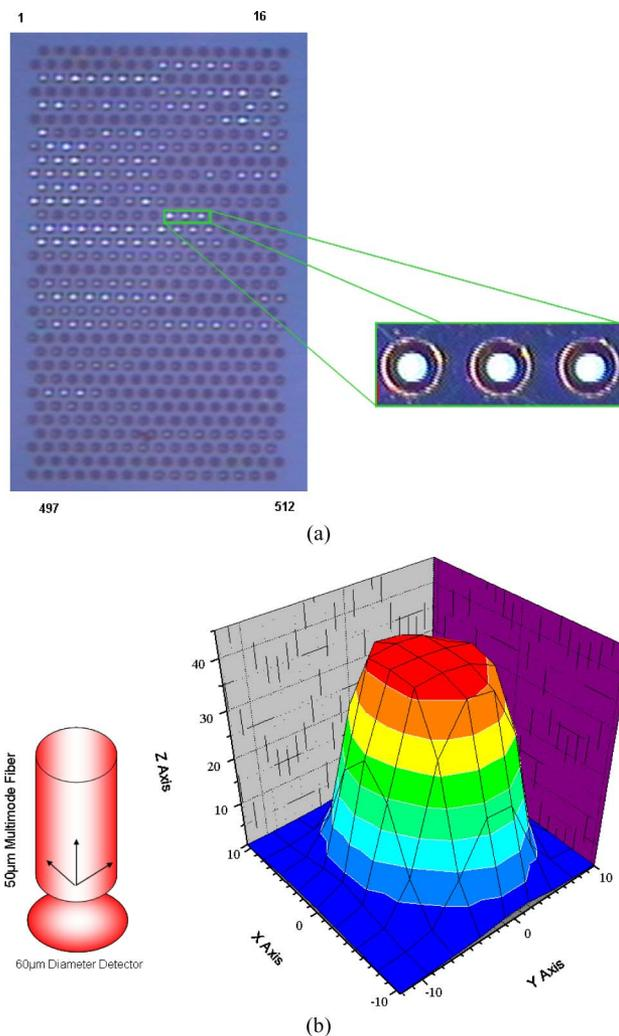 1 16
497 512
(a)
40
30
20
10
Z Axis
50µm Multimode Fiber
60µm Diameter Detector
10
0
-10
X Axis
-10
0
10
Y Axis
(b)